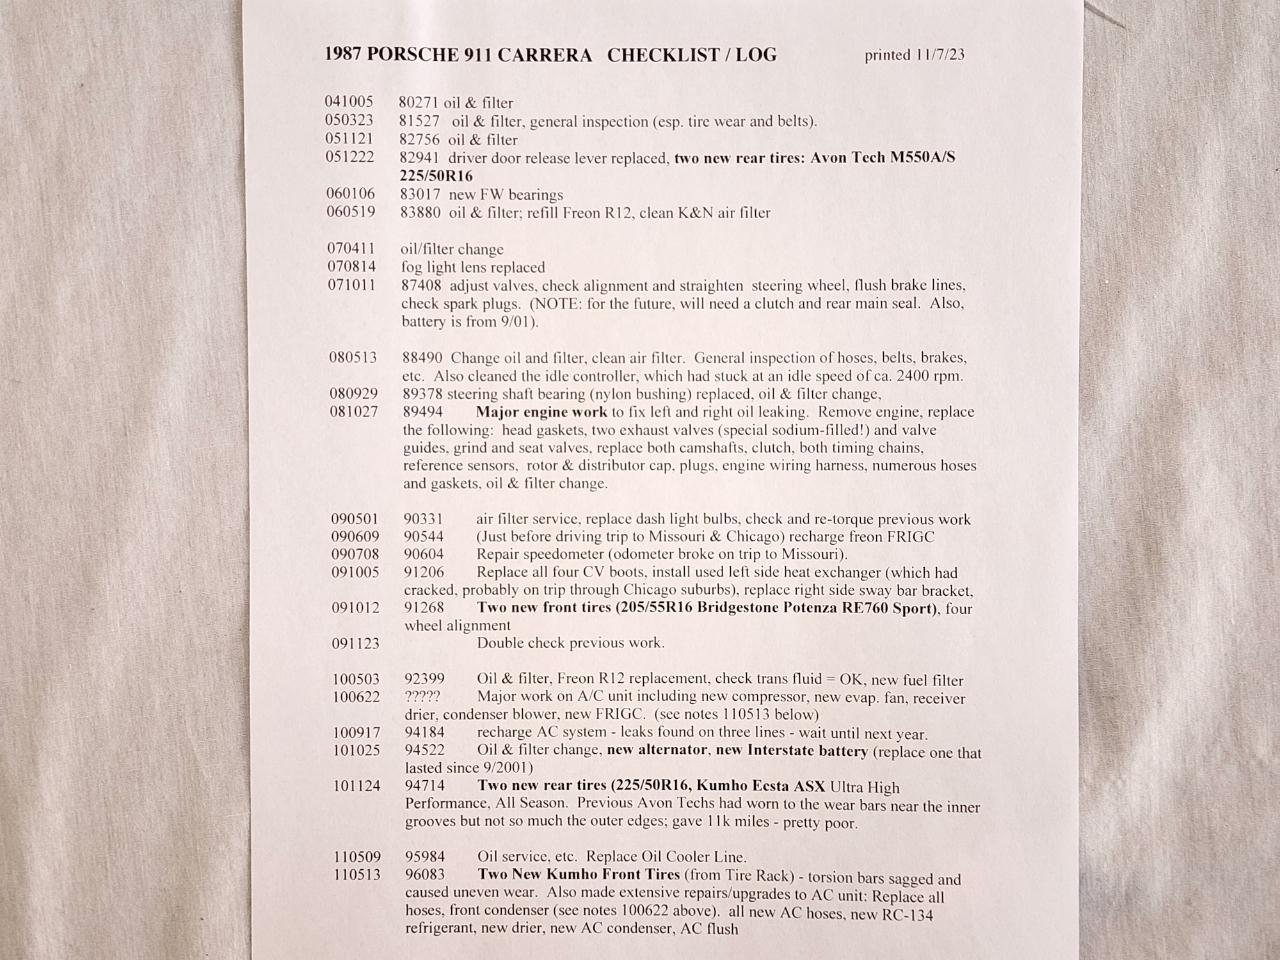 1987 PORSCHE 911 CARRERA CHECKLIST / LOG printed 11/7/23
041005 80271 oil & filter
050323 81527 oil & filter, general inspection (esp. tire wear and belts).
051121 82756 oil & filter
051222 82941 driver door release lever replaced, two new rear tires: Avon Tech M550A/S
225/50R16
060106 83017 new FW bearings
060519 83880 oil & filter; refill Freon R12, clean K&N air filter
070411 oil/filter change
070814 fog light lens replaced
071011 87408 adjust valves, check alignment and straighten steering wheel, flush brake lines,
check spark plugs. (NOTE: for the future, will need a clutch and rear main seal. Also,
battery is from 9/01).
080513 88490 Change oil and filter, clean air filter. General inspection of hoses, belts, brakes,
etc. Also cleaned the idle controller, which had stuck at an idle speed of ca. 2400 rpm.
080929 89378 steering shaft bearing (nylon bushing) replaced, oil & filter change,
081027 89494 Major engine work to fix left and right oil leaking. Remove engine, replace
the following: head gaskets, two exhaust valves (special sodium-filled!) and valve
guides, grind and seat valves, replace both camshafts, clutch, both timing chains,
reference sensors, rotor & distributor cap, plugs, engine wiring harness, numerous hoses
and gaskets, oil & filter change.
090501 90331 air filter service, replace dash light bulbs, check and re-torque previous work
090609 90544 (Just before driving trip to Missouri & Chicago) recharge freon FRIGC
090708 90604 Repair speedometer (odometer broke on trip to Missouri).
091005 91206 Replace all four CV boots, install used left side heat exchanger (which had
cracked, probably on trip through Chicago suburbs), replace right side sway bar bracket,
091012 91268 Two new front tires (205/55R16 Bridgestone Potenza RE760 Sport), four
wheel alignment
091123 Double check previous work.
100503 92399 Oil & filter, Freon R12 replacement, check trans fluid = OK, new fuel filter
100622 ????? Major work on A/C unit including new compressor, new evap. fan, receiver
drier, condenser blower, new FRIGC. (see notes 110513 below)
100917 94184 recharge AC system - leaks found on three lines - wait until next year.
101025 94522 Oil & filter change, new alternator, new Interstate battery (replace one that
lasted since 9/2001)
101124 94714 Two new rear tires (225/50R16, Kumho Ecsta ASX Ultra High
Performance, All Season. Previous Avon Techs had worn to the wear bars near the inner
grooves but not so much the outer edges; gave 11k miles - pretty poor.
110509 95984 Oil service, etc. Replace Oil Cooler Line.
110513 96083 Two New Kumho Front Tires (from Tire Rack) - torsion bars sagged and
caused uneven wear. Also made extensive repairs/upgrades to AC unit: Replace all
hoses, front condenser (see notes 100622 above). all new AC hoses, new RC-134
refrigerant, new drier, new AC condenser, AC flush